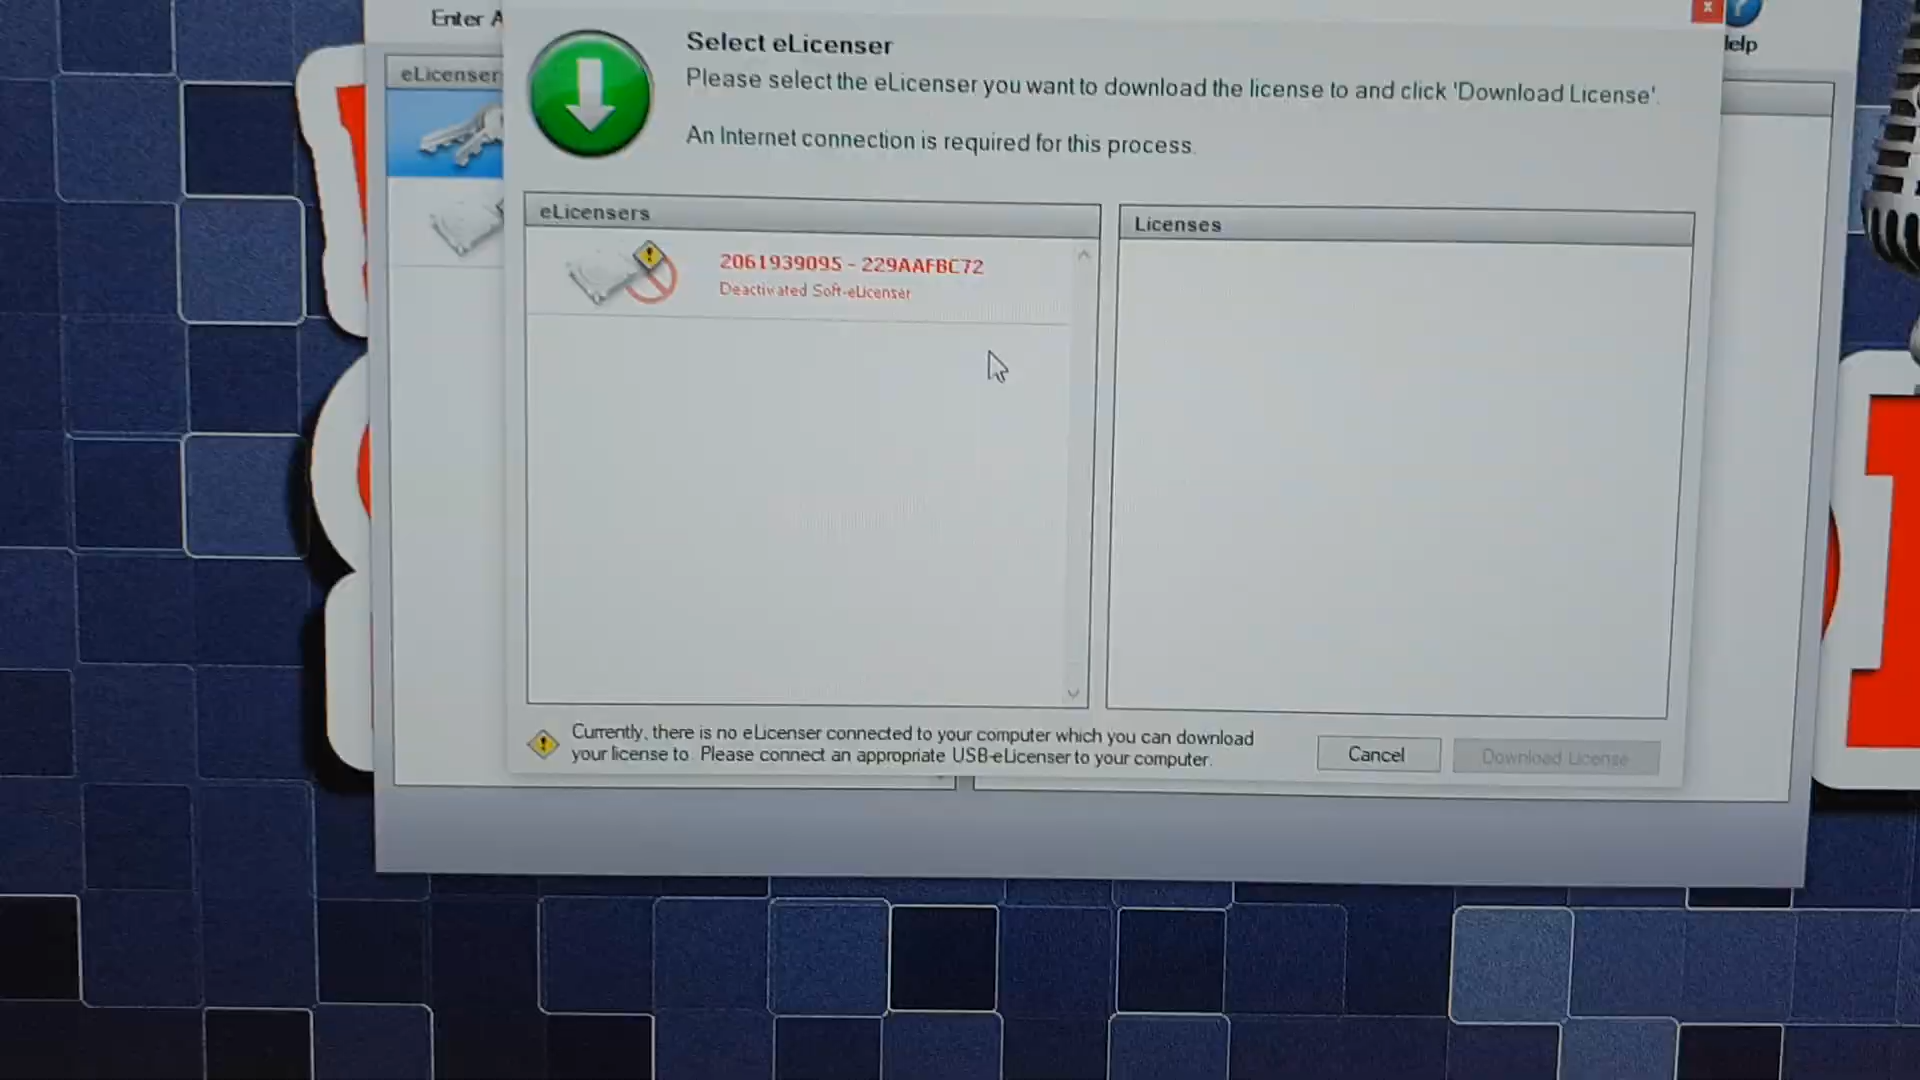 Enter A
elp
eLicenser
Select eLicenser
Please select the eLicenser you want to download the license to and click 'Download License'.
An Internet connection is required for this process.
eLicensers
Licenses
2061939095 - 229AAFBC72
Deactivated Soft-eLicenser
Currently, there is no eLicenser connected to your computer which you can download
your license to. Please connect an appropriate USB-eLicenser to your computer.
Cancel
Download License